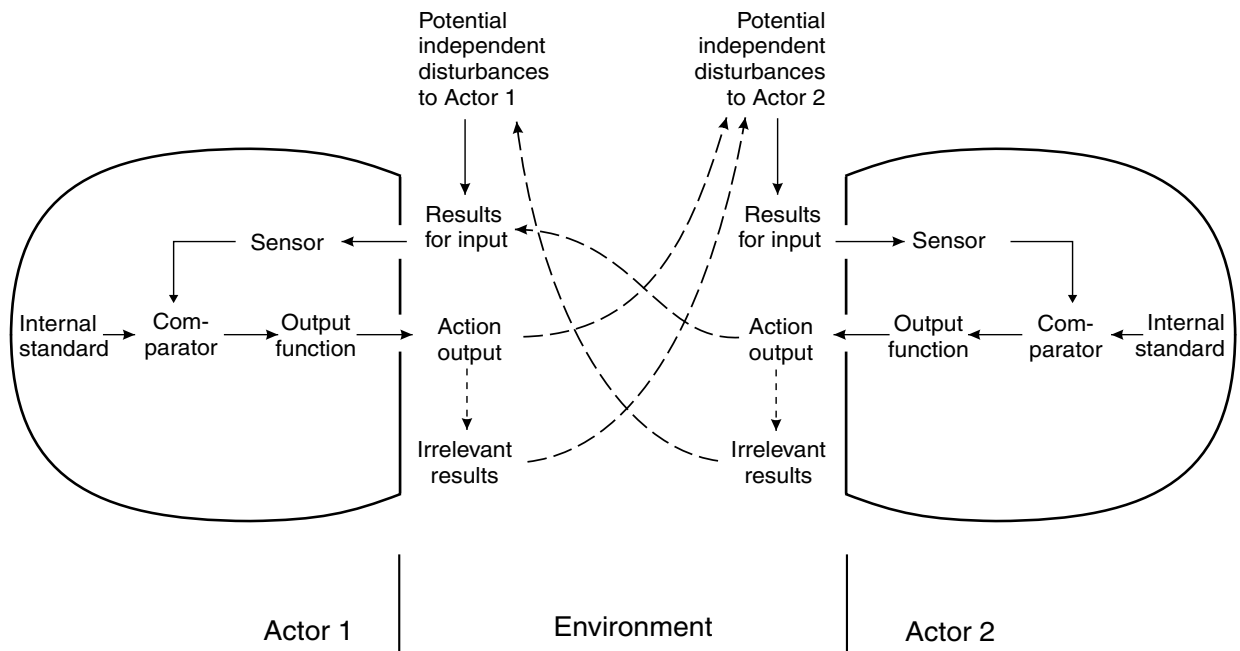 Potential
independent
disturbances
to Actor 1
Potential
independent
disturbances
to Actor 2
Results
for input
Sensor
Results
for input
Sensor
Internal
standard
Com-
parator
Output
function
Action
output
Action
output
Output
function
Com-
parator
Internal
standard
Irrelevant
results
Irrelevant
results
Actor 1
Environment
Actor 2